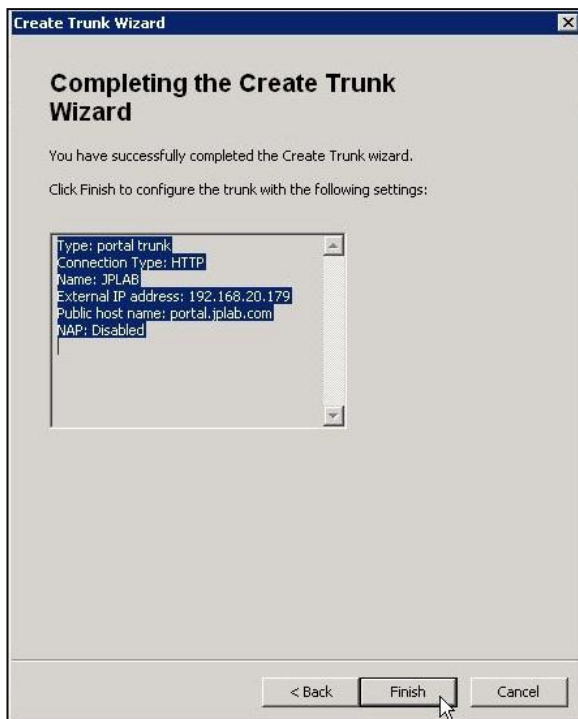 Create Trunk Wizard
Completing the Create Trunk
Wizard
You have successfully completed the Create Trunk wizard.
Click Finish to configure the trunk with the following settings:
Type: portal trunk
Connection Type: HTTP
Name: JPLAB
External IP address: 192.168.20.179
Public host name: portal.jplab.com
NAP: Disabled
< Back
Finish
Cancel